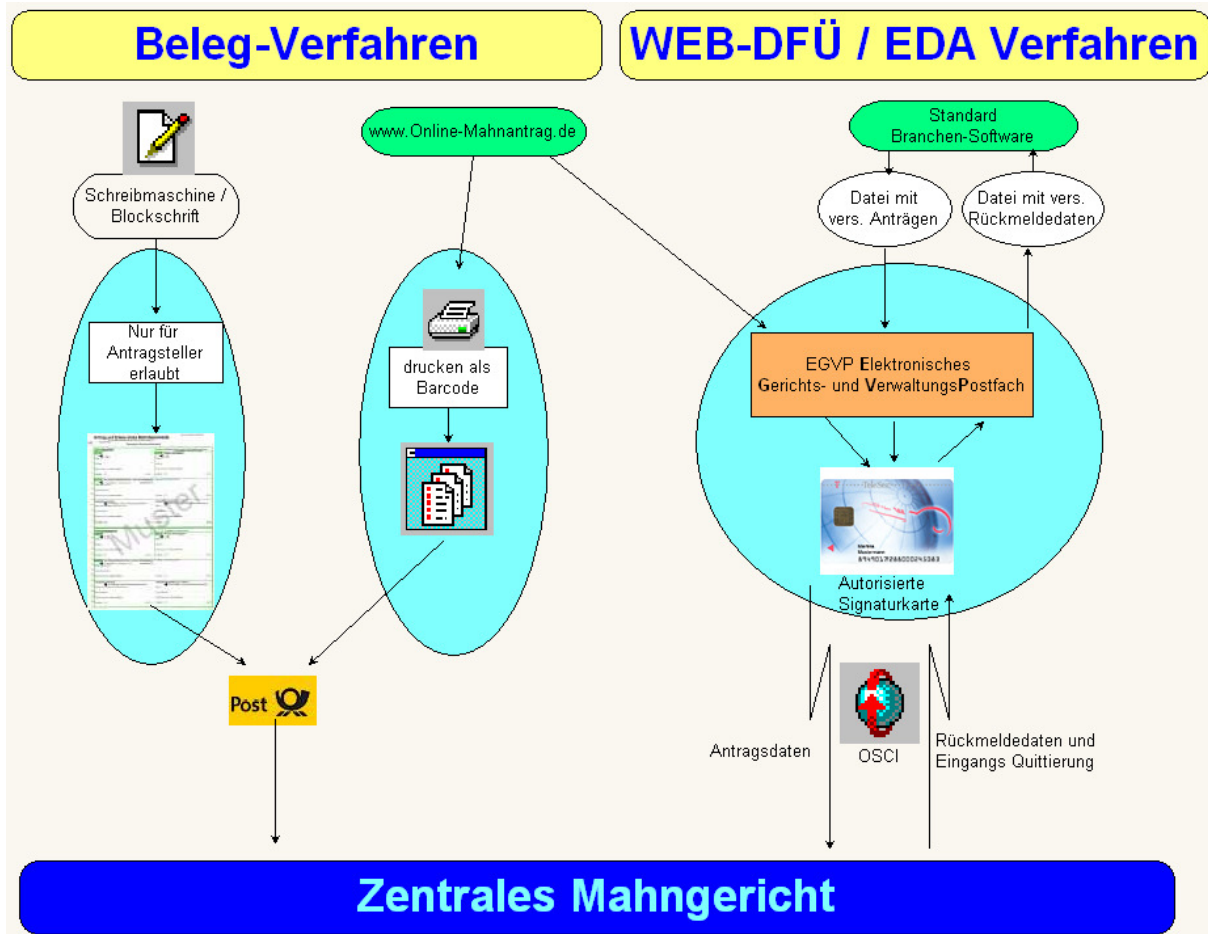 Beleg-Verfahren
WEB-DFÜ / EDA Verfahren
www.Online-Mahnantrag.de
Standard
Branchen-Software
Schreibmaschine /
Blockschrift
Datei mit
vers. Anträgen
Datei mit vers.
Rückmeldedaten
Nur für
Antragsteller
erlaubt
drucken als
Barcode
EGVP Elektronisches
Gerichts- und VerwaltungsPostfach
Muster
Autorisierte
Signaturkarte
Post
Antragsdaten
OSCI
Rückmeldedaten und
Eingangs Quittierung
Zentrales Mahngericht